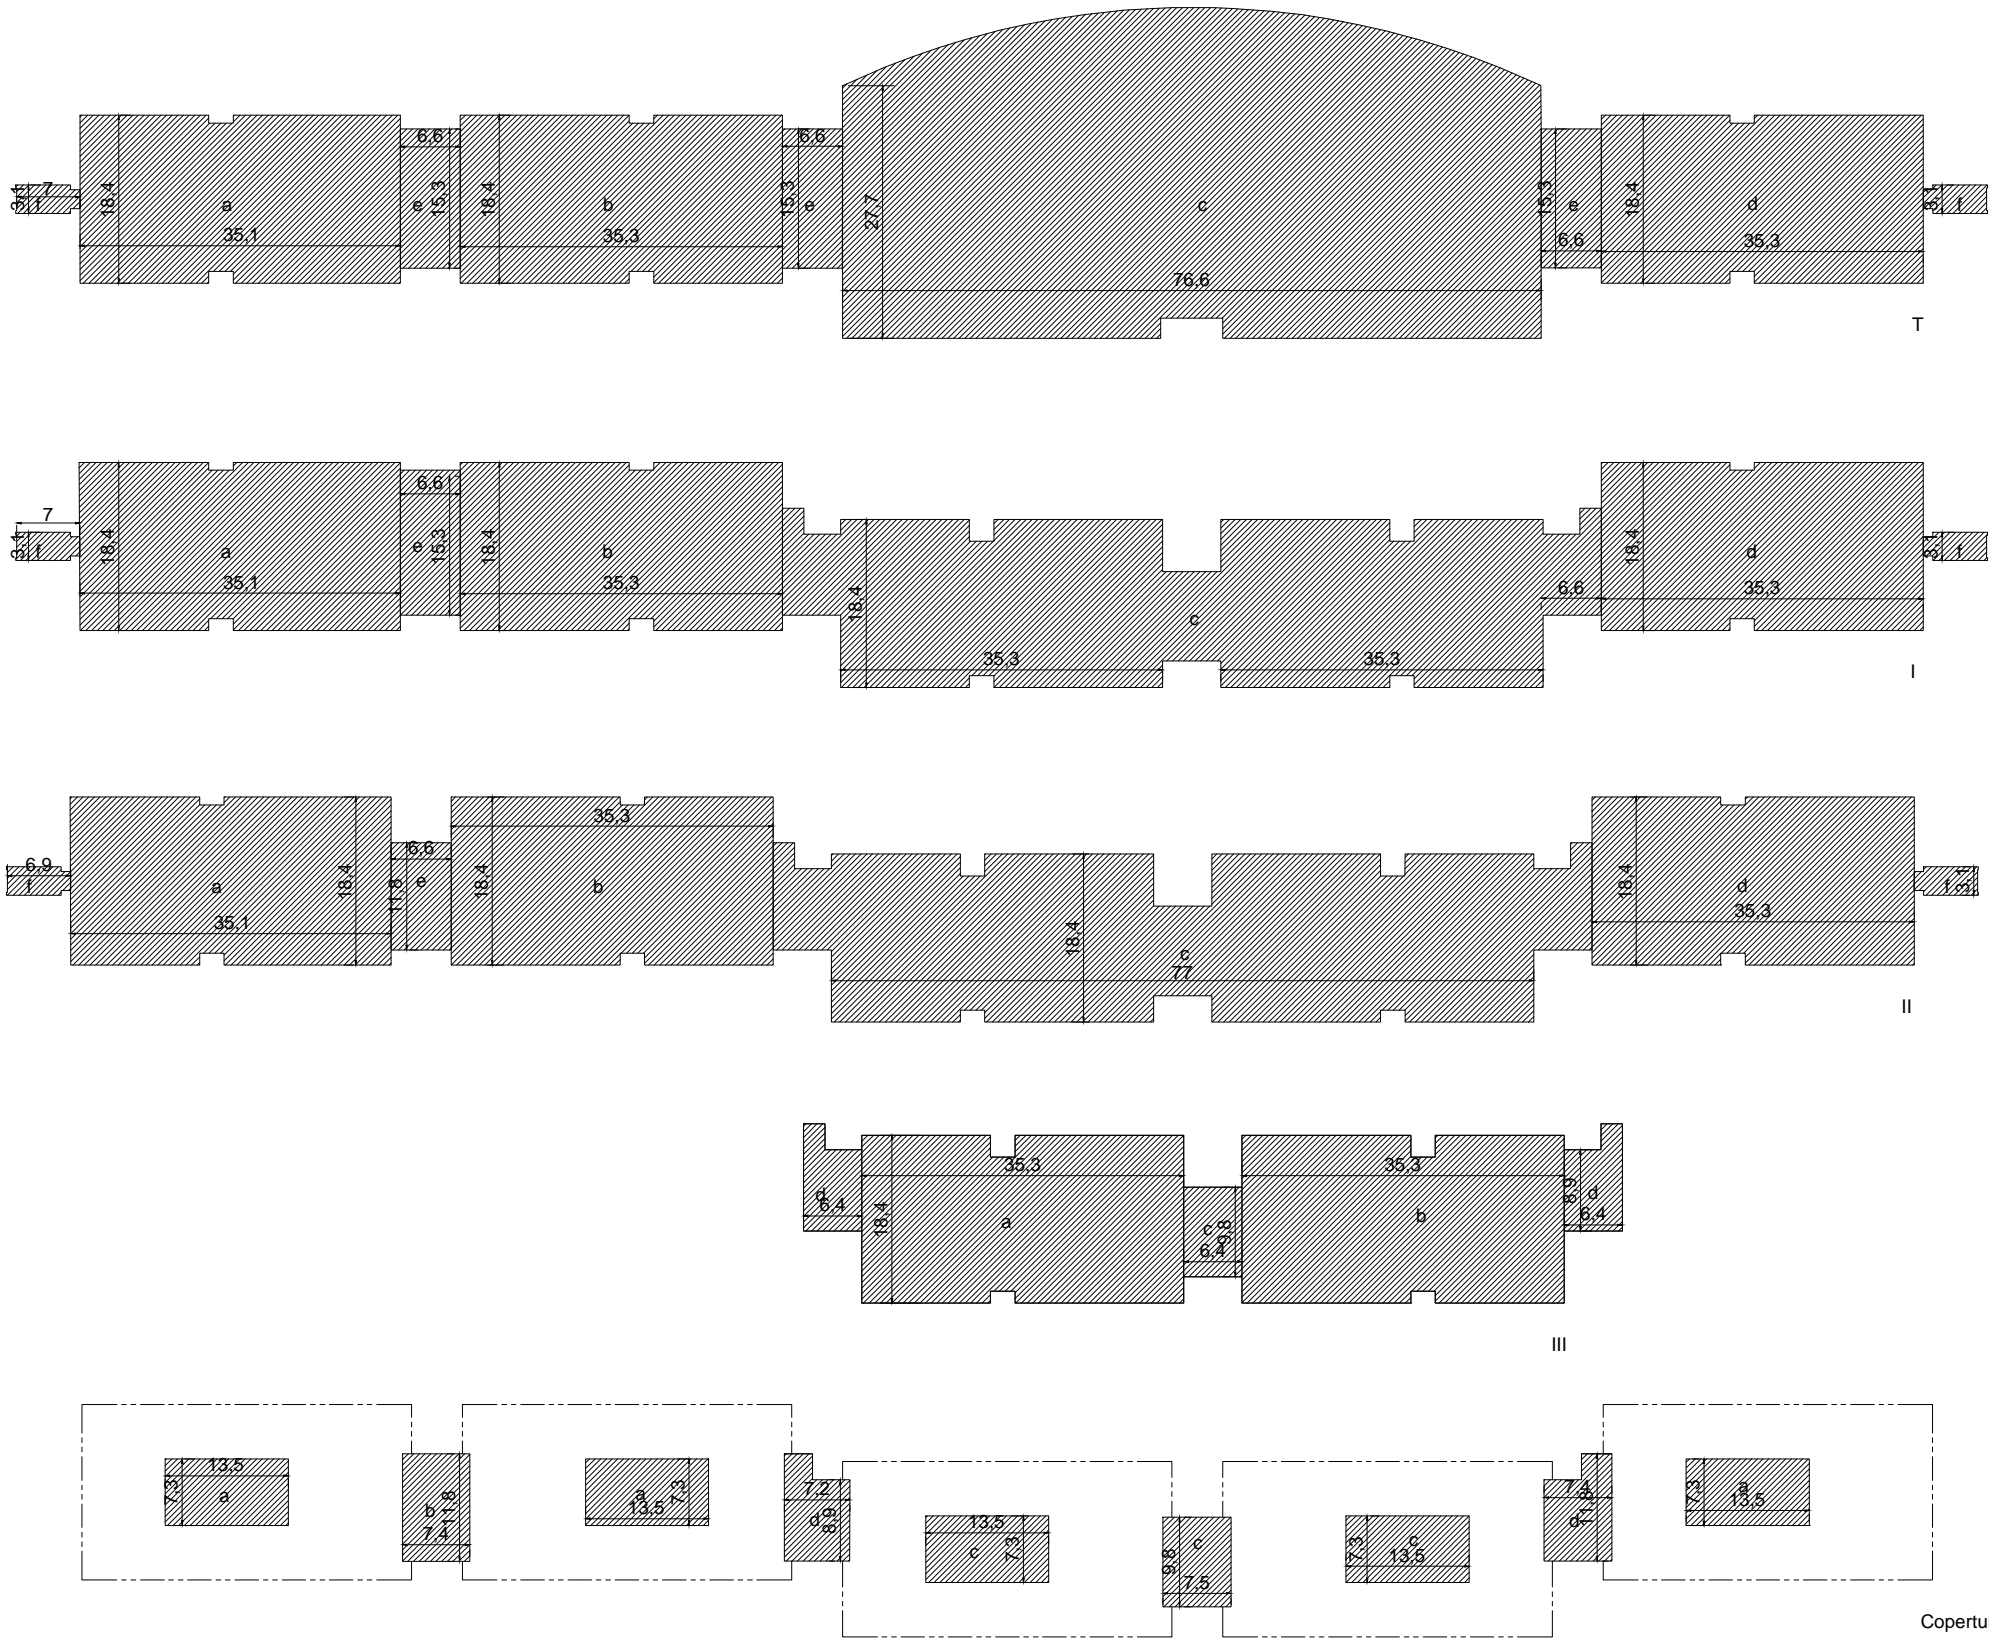 6,6 6,6
3,1 7 f 18,4 a 35,1 e 15,3 18,4 b 35,3 15,3 e 27,7 c 76,6 15,3 e 6,6 18,4 d 35,3 3,1 f
T
7 6,6
3,1 f 18,4 a 35,1 e 15,3 18,4 b 35,3 18,4 35,3 c 35,3 6,6 18,4 d 35,3 3,1 f
I
6,9 f a 35,1 18,4 6,6 11,8 e 18,4 35,3 b 18,4 c 77 18,4 d 35,3 f 3,1
II
d 6,4 18,4 35,3 a c 9,8 6,4 35,3 b 8,9 d 6,4
III
7,3 13,5 a b 11,8 7,4 a 13,5 7,3 7,2 d 8,9 13,5 c 7,3 9,8 c 7,5 7,3 c 13,5 7,4 d 11,8 7,3 a 13,5
Copertu